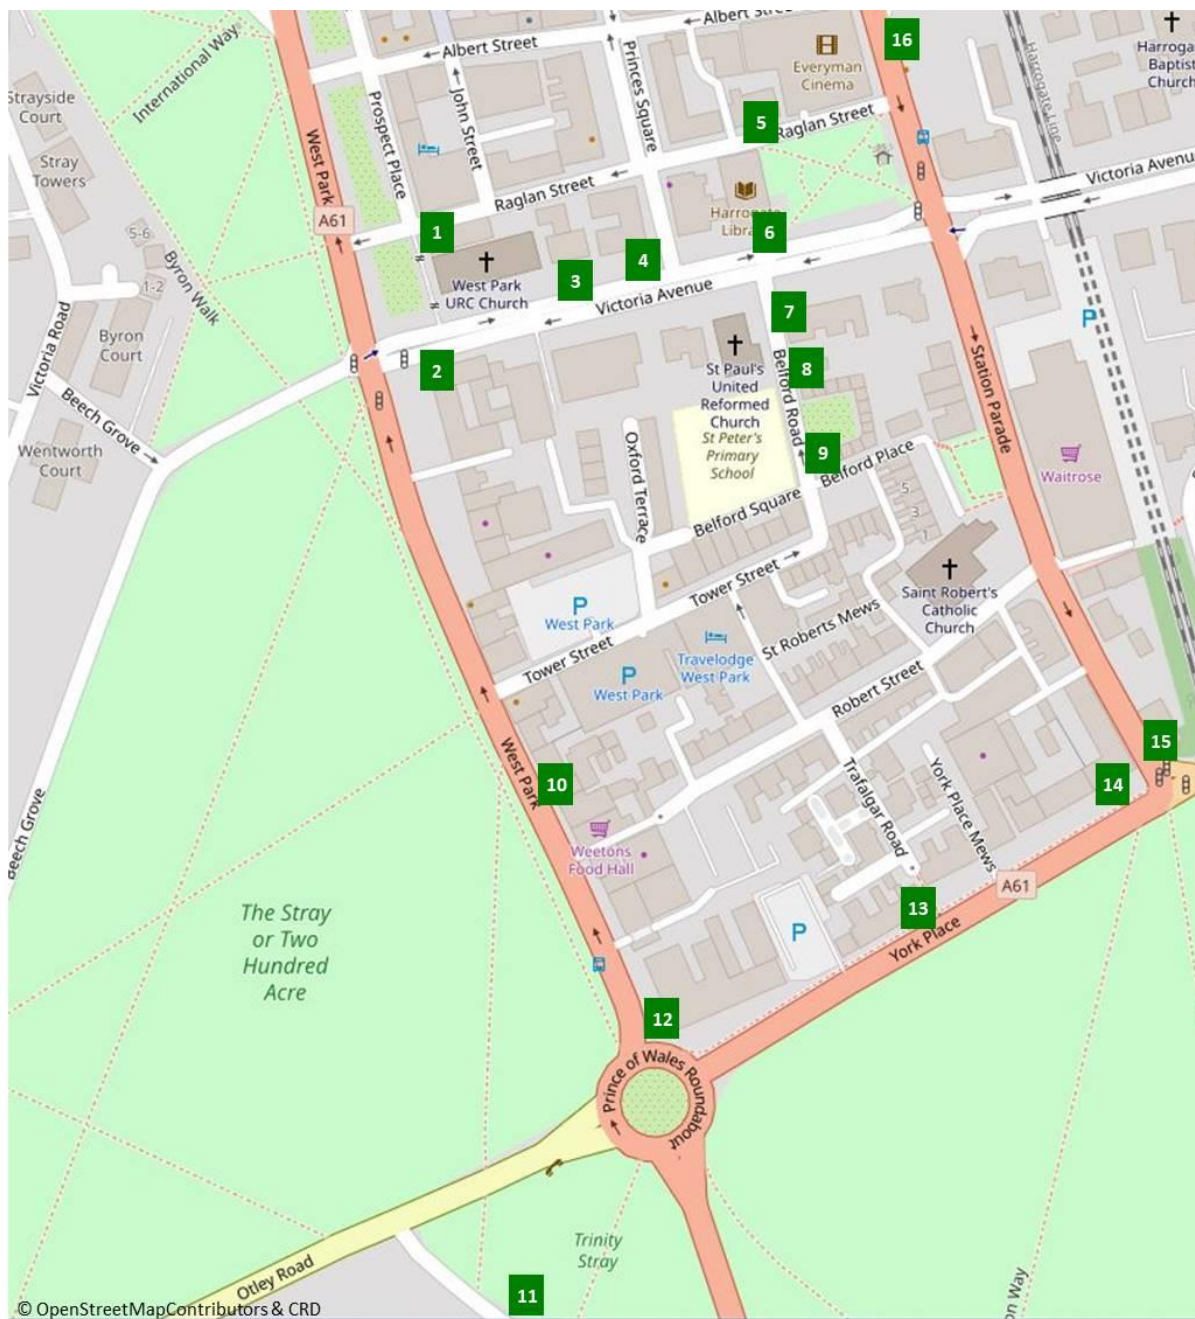 Albert Street
16
International Way
Albert Street
Princes Square
Everyman
Cinema
Harrogate Line
Baptist
Church
Strayside
Court
Prospect Place
John Street
5
Raglan Street
West Park
Stray
Towers
Victoria Avenu
Raglan Street
A61
1
6
5-6
Byron Walk
4
West Park
URC Church
3
1-2
Victoria Avenue
7
Byron
Court
Victoria Road
P
2
St Paul's
United
Reformed
Church
8
Belford Road
Station Parade
Beech Grove
St Peter's
Primary
School
Oxford Terrace
9
Belford Place
Wentworth
Court
Waitrose
5
3
1
Belford Square
Tower Street
Saint Robert's
Catholic
Church
P
West Park
St Roberts Mews
Tower Street
Travelodge
West Park
P
West Park
Robert Street
15
West Park
10
14
Trafalgar Road
York Place Mews
Beech Grove
Weetons
Food Hall
A61
The Stray
or Two
Hundred
Acre
13
P
York Place
12
Prince of Wales Roundabout
Trinity
Stray
Otley Road
11
on Way
© OpenStreetMapContributors & CRD